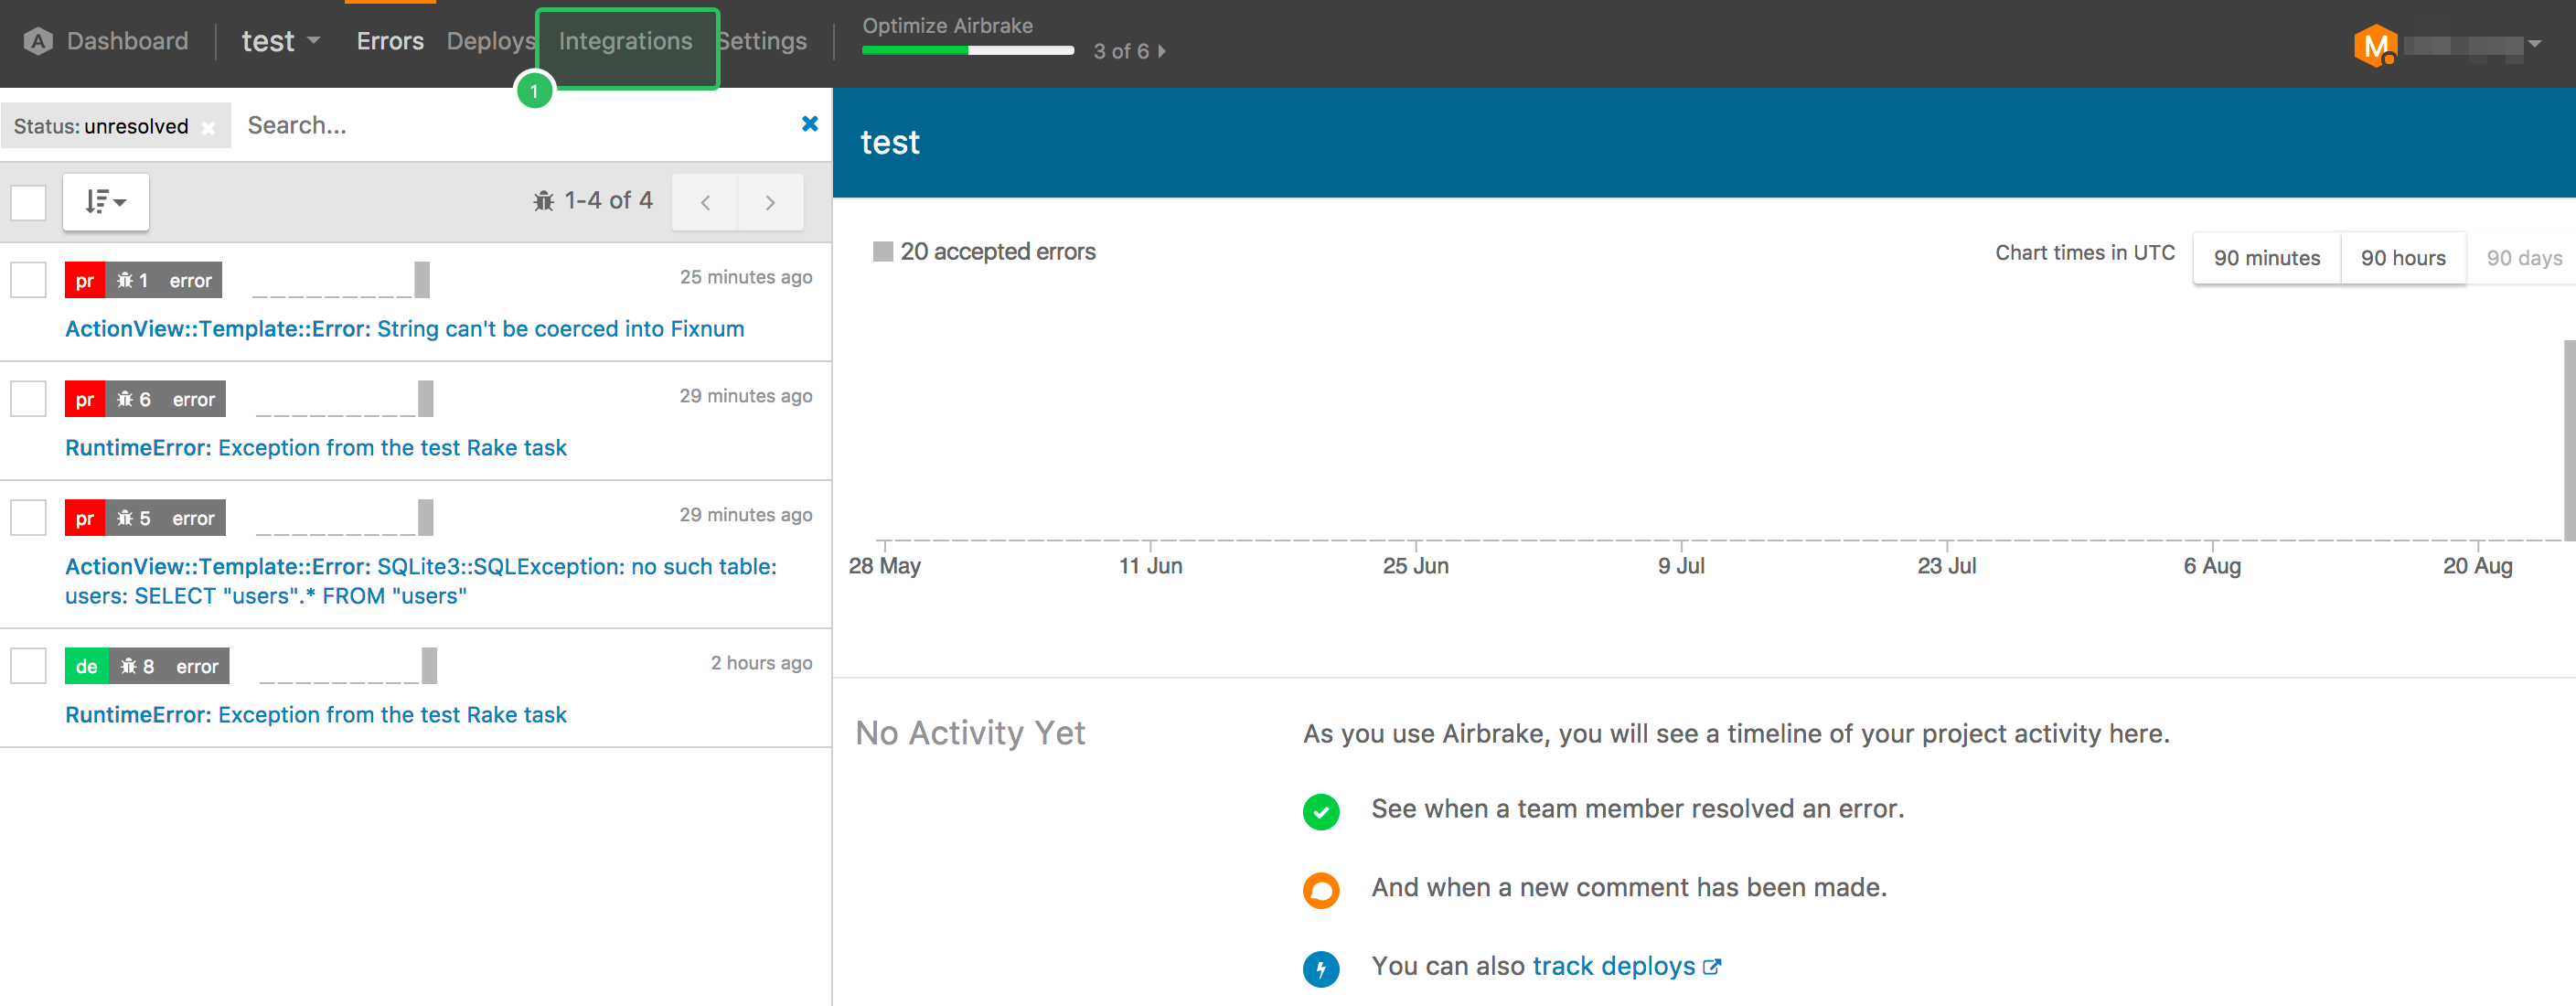 A Dashboard test Errors Deploys Integrations Settings Optimize Airbrake 3 of 6 M
1
Status: unresolved Search...
test
1-4 of 4
20 accepted errors Chart times in UTC 90 minutes 90 hours 90 days
pr 1 error 25 minutes ago
ActionView::Template::Error: String can't be coerced into Fixnum
pr 6 error 29 minutes ago
RuntimeError: Exception from the test Rake task
pr 5 error 29 minutes ago
ActionView::Template::Error: SQLite3::SQLException: no such table:
users: SELECT "users".* FROM "users"
28 May 11 Jun 25 Jun 9 Jul 23 Jul 6 Aug 20 Aug
de 8 error 2 hours ago
RuntimeError: Exception from the test Rake task
No Activity Yet As you use Airbrake, you will see a timeline of your project activity here.
See when a team member resolved an error.
And when a new comment has been made.
You can also track deploys